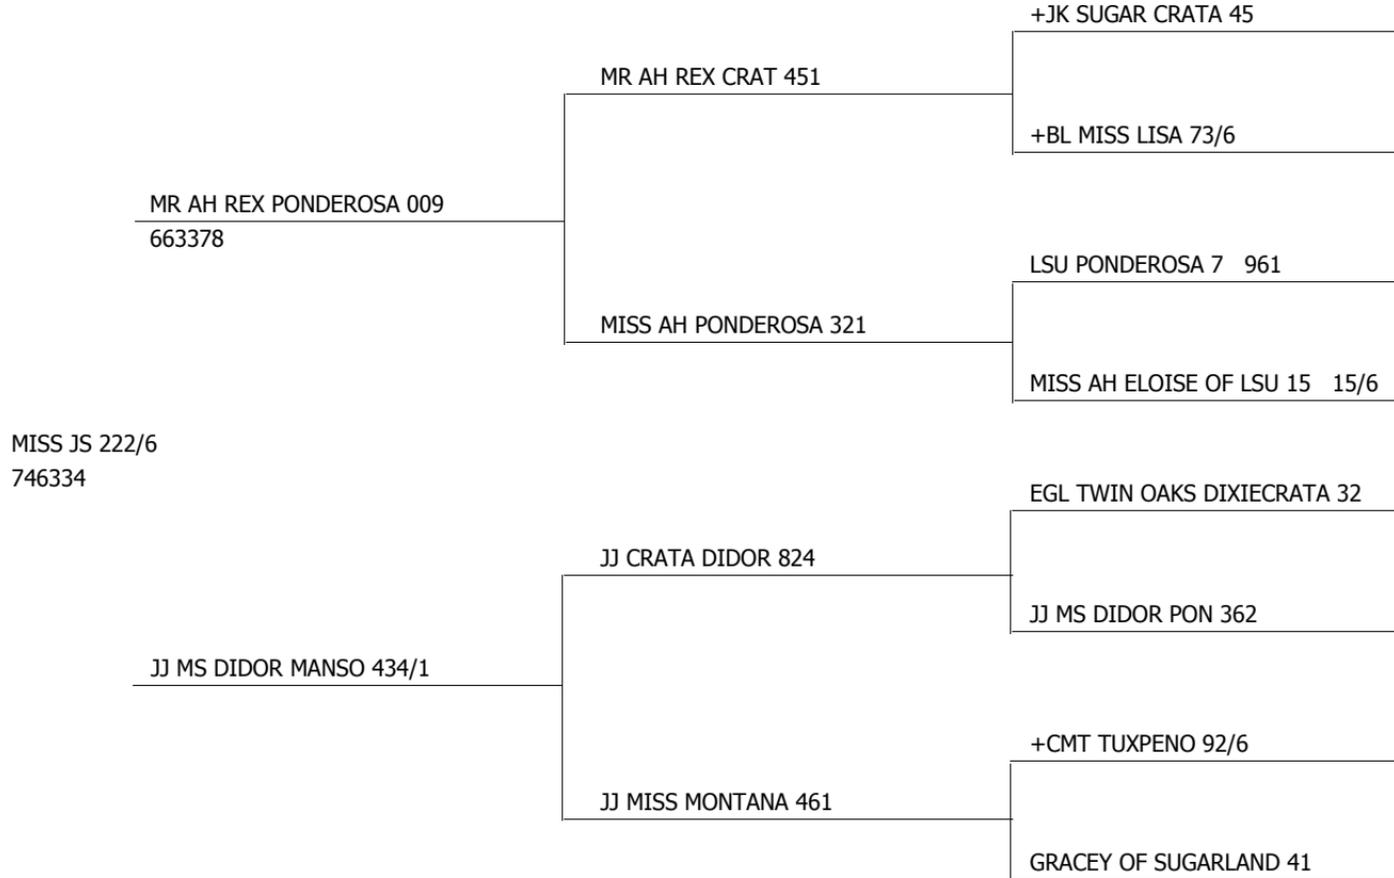 +JK SUGAR CRATA 45
MR AH REX CRAT 451
+BL MISS LISA 73/6
MR AH REX PONDEROSA 009
663378
LSU PONDEROSA 7 961
MISS AH PONDEROSA 321
MISS AH ELOISE OF LSU 15 15/6
MISS JS 222/6
746334
EGL TWIN OAKS DIXIECRATA 32
JJ CRATA DIDOR 824
JJ MS DIDOR PON 362
JJ MS DIDOR MANSO 434/1
+CMT TUXPENO 92/6
JJ MISS MONTANA 461
GRACEY OF SUGARLAND 41